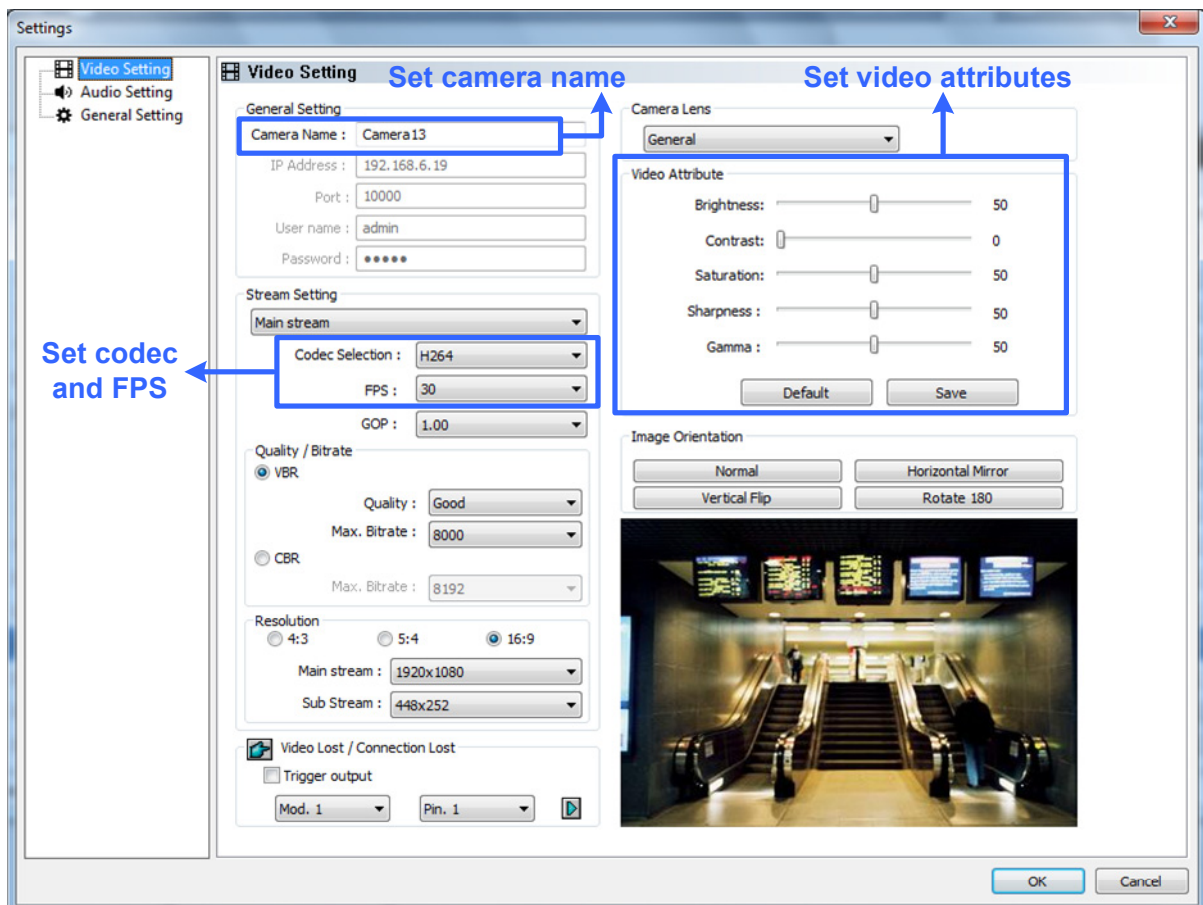 Settings
x
Video Setting
Audio Setting
General Setting
Video Setting
Set camera name
Set video attributes
General Setting
Camera Name : Camera13
IP Address : 192.168.6.19
Port : 10000
User name : admin
Password : •••••
Stream Setting
Main stream
Set codec
and FPS
Codec Selection : H264
FPS : 30
GOP : 1.00
Quality / Bitrate
VBR
Quality : Good
Max. Bitrate : 8000
CBR
Max. Bitrate : 8192
Resolution
4:3 5:4 16:9
Main stream : 1920x1080
Sub Stream : 448x252
Video Lost / Connection Lost
Trigger output
Mod. 1 Pin. 1
Camera Lens
General
Video Attribute
Brightness: 50
Contrast: 0
Saturation: 50
Sharpness : 50
Gamma : 50
Default Save
Image Orientation
Normal Horizontal Mirror
Vertical Flip Rotate 180
OK Cancel